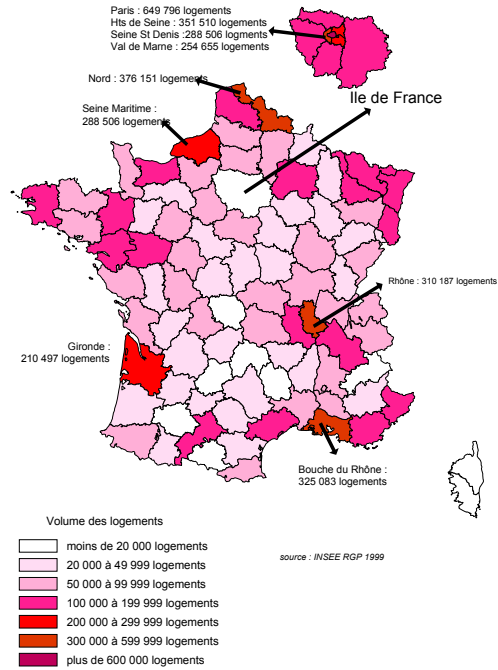 Paris : 649 796 logements
Hts de Seine : 351 510 logements
Seine St Denis :288 506 logements
Val de Marne : 254 655 logements
Nord : 376 151 logements
Ile de France
Seine Maritime :
288 506 logements
Rhône : 310 187 logements
Gironde :
210 497 logements
Bouche du Rhône :
325 083 logements
Volume des logements
moins de 20 000 logements
20 000 à 49 999 logements
50 000 à 99 999 logements
100 000 à 199 999 logements
200 000 à 299 999 logements
300 000 à 599 999 logements
plus de 600 000 logements
source : INSEE RGP 1999